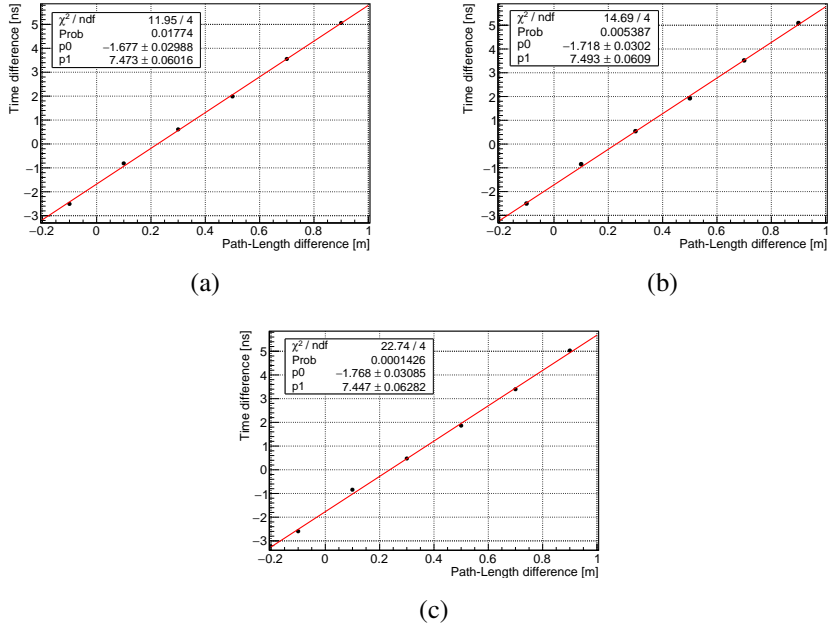 Time difference [ns]
χ² / ndf 11.95 / 4
Prob 0.01774
p0 −1.677 ± 0.02988
p1 7.473 ± 0.06016
5
4
3
2
1
0
−1
−2
−3
−0.2 0 0.2 0.4 0.6 0.8 1
Path-Length difference [m]
(a)
Time difference [ns]
χ² / ndf 14.69 / 4
Prob 0.005387
p0 −1.718 ± 0.0302
p1 7.493 ± 0.0609
5
4
3
2
1
0
−1
−2
−3
−0.2 0 0.2 0.4 0.6 0.8 1
Path-Length difference [m]
(b)
Time difference [ns]
χ² / ndf 22.74 / 4
Prob 0.0001426
p0 −1.768 ± 0.03085
p1 7.447 ± 0.06282
5
4
3
2
1
0
−1
−2
−3
−0.2 0 0.2 0.4 0.6 0.8 1
Path-Length difference [m]
(c)